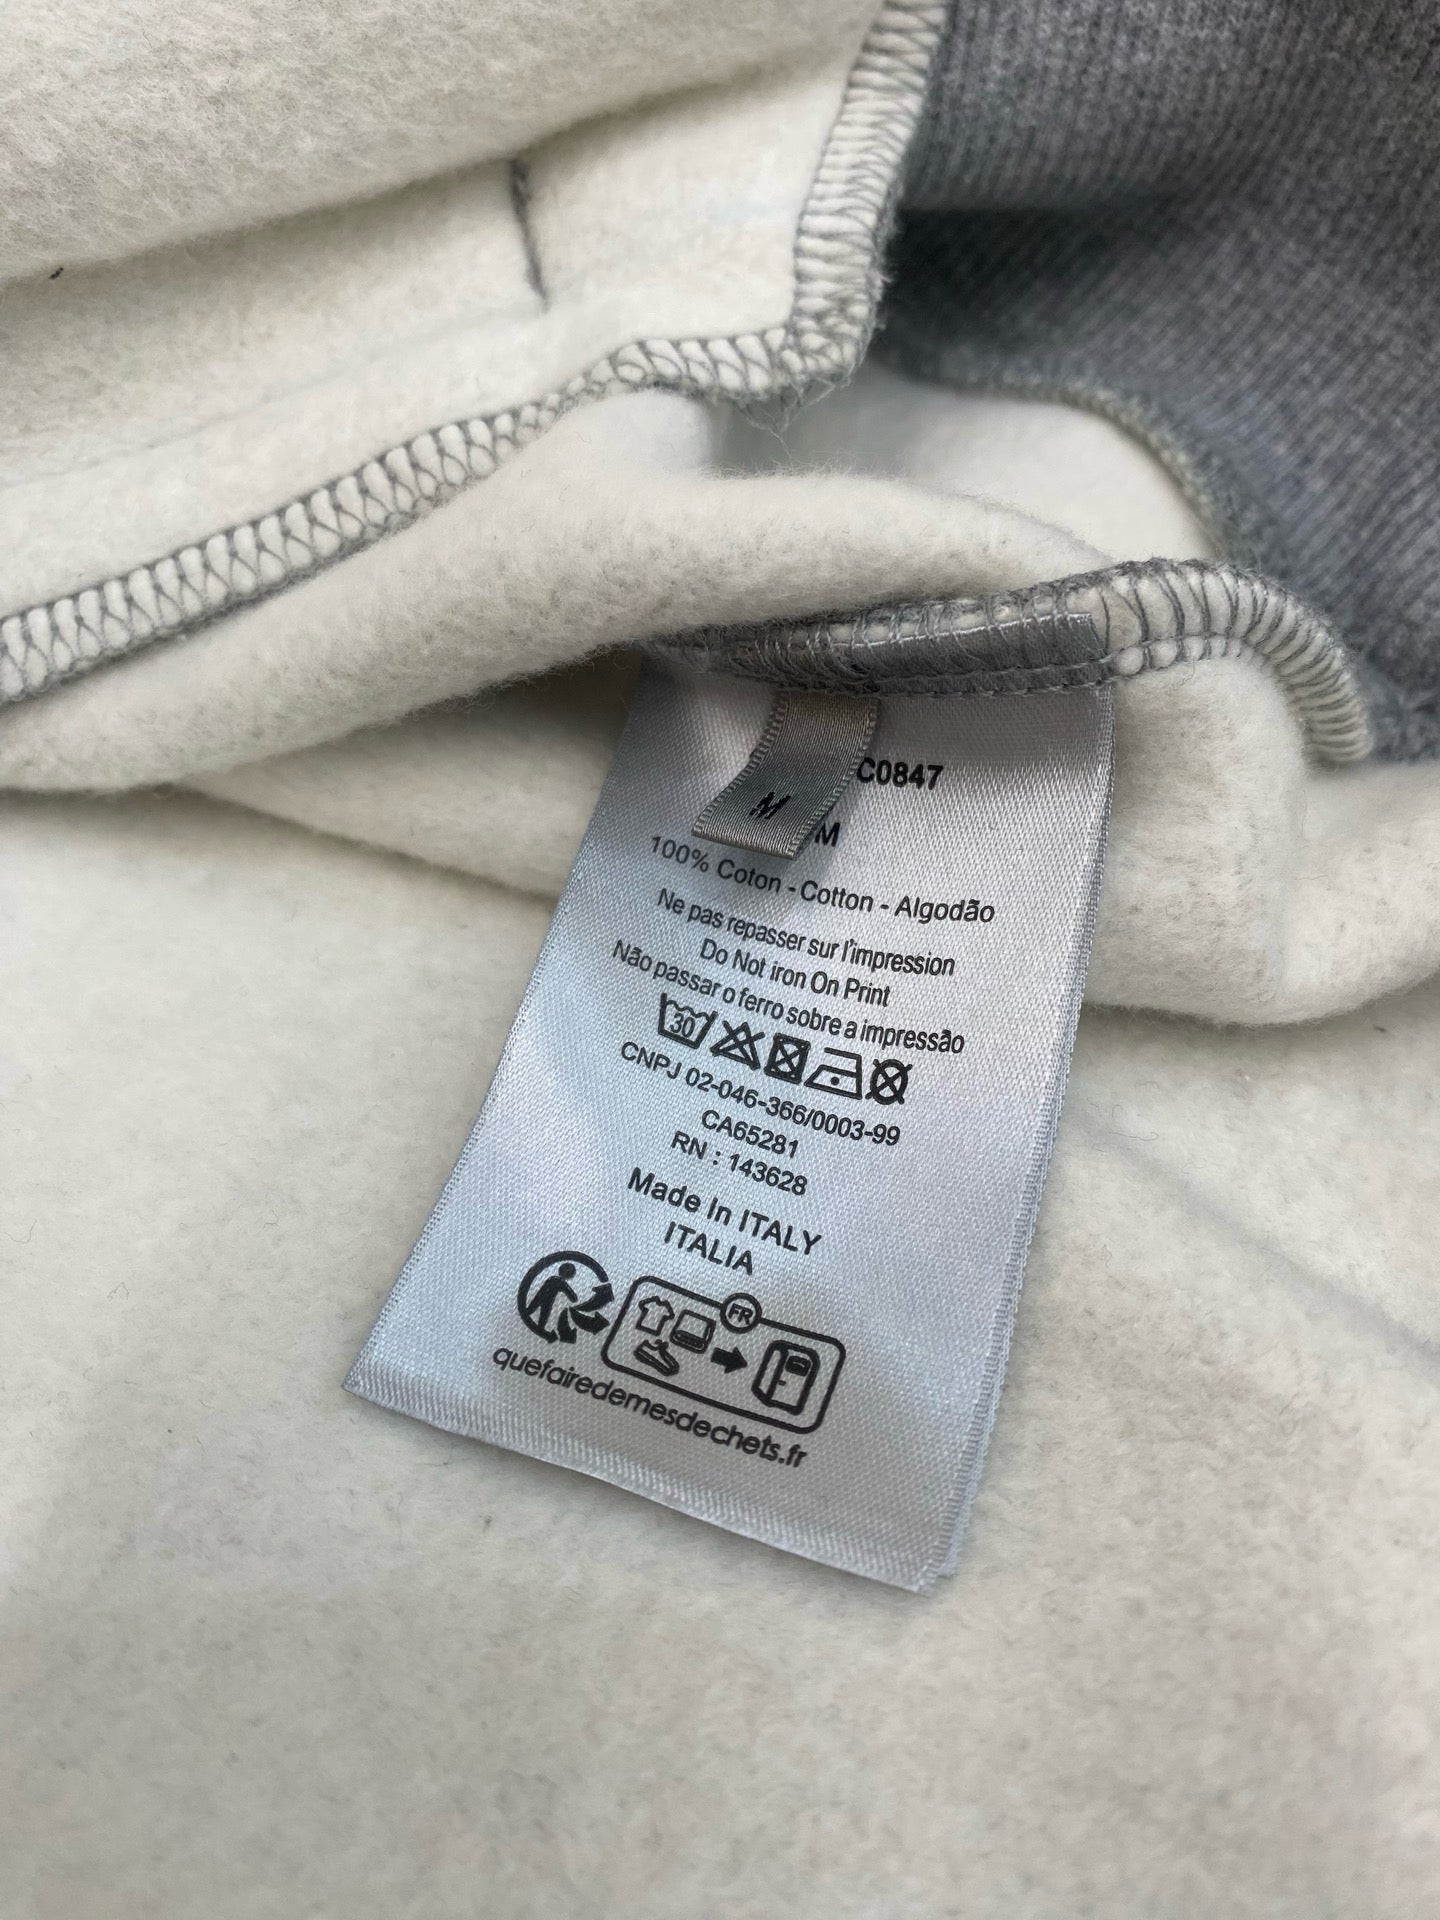 C0847
M
M
100% Coton - Cotton - Algodão
Ne pas repasser sur l'impression
Do Not iron On Print
Não passar o ferro sobre a impressão
30
CNPJ 02-046-366/0003-99
CA65281
RN : 143628
Made In ITALY
ITALIA
FR
quefairedemesdechets.fr